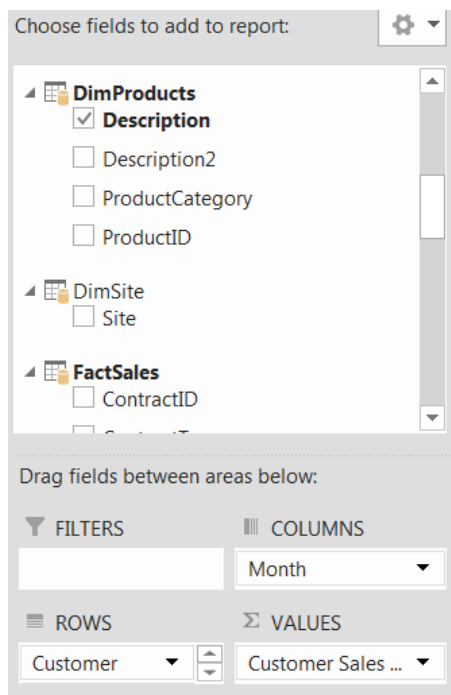 Choose fields to add to report:
DimProducts
Description
Description2
ProductCategory
ProductID
DimSite
Site
FactSales
ContractID
Drag fields between areas below:
FILTERS
COLUMNS
Month
ROWS
Σ VALUES
Customer
Customer Sales ...